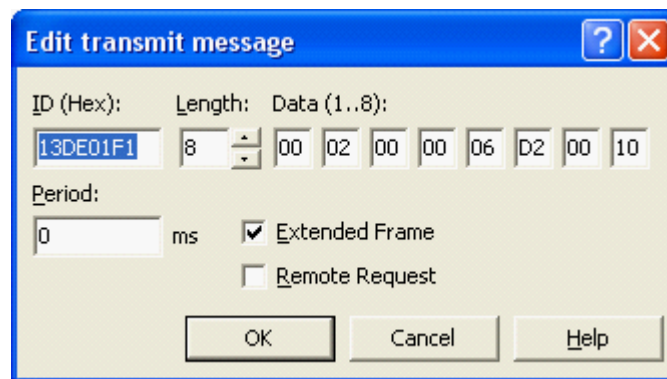 Edit transmit message
ID (Hex): Length: Data (1..8):
13DE01F1 8 00 02 00 00 06 D2 00 10
Period:
0 ms Extended Frame
Remote Request
OK Cancel Help